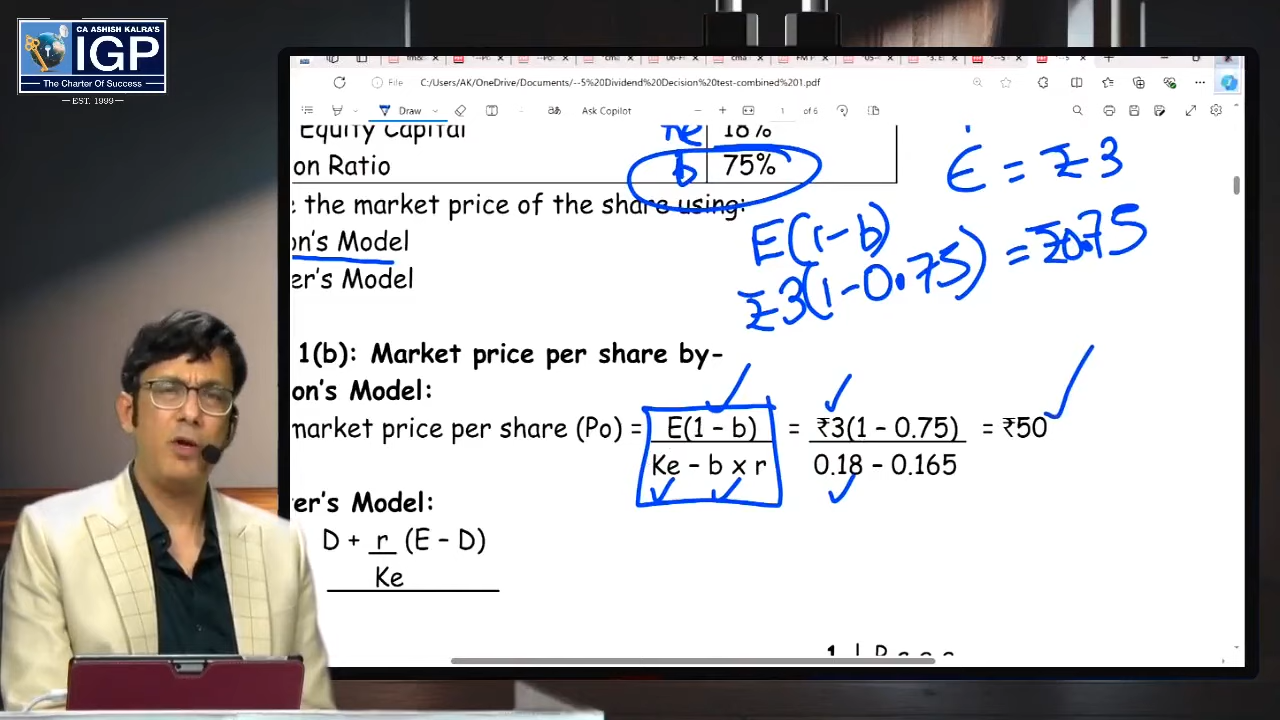 CA ASHISH KALRA'S
IGP
The Charter Of Success
EST. 1999
File C:/Users/AK/OneDrive/Documents/--5%20Dividend%20Decision%20test-combined%201.pdf
Draw Ask Copilot 1 of 6
Equity Capital Ke 18%
on Ratio b 75%
E = ₹3
e the market price of the share using:
on's Model
er's Model
E(1-b)
₹3(1-0.75) = ₹0.75
1(b): Market price per share by-
on's Model:
market price per share (Po) = E(1 – b) = ₹3(1 – 0.75) = ₹50
Ke – b x r 0.18 – 0.165
er's Model:
D + r (E – D)
Ke